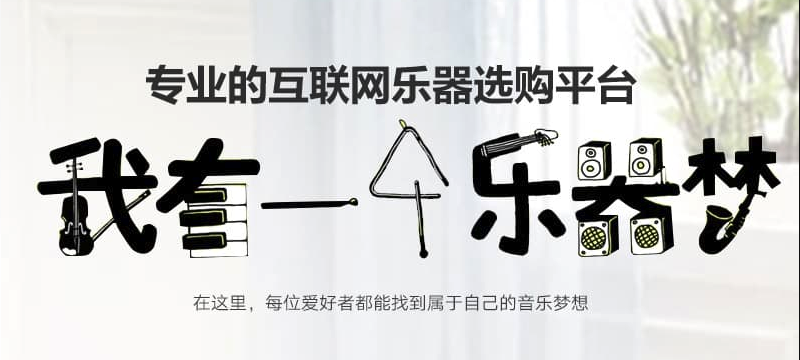 专业的互联网乐器选购平台
我有一个乐器梦
在这里，每位爱好者都能找到属于自己的音乐梦想